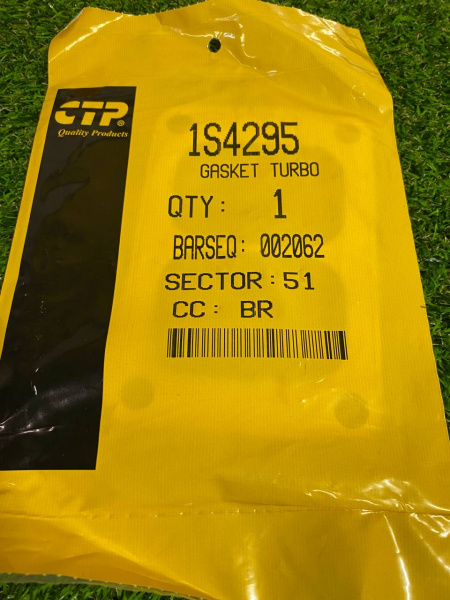 CTP®
Quality Products
1S4295
GASKET TURBO
QTY: 1
BARSEQ: 002062
SECTOR: 51
CC: BR